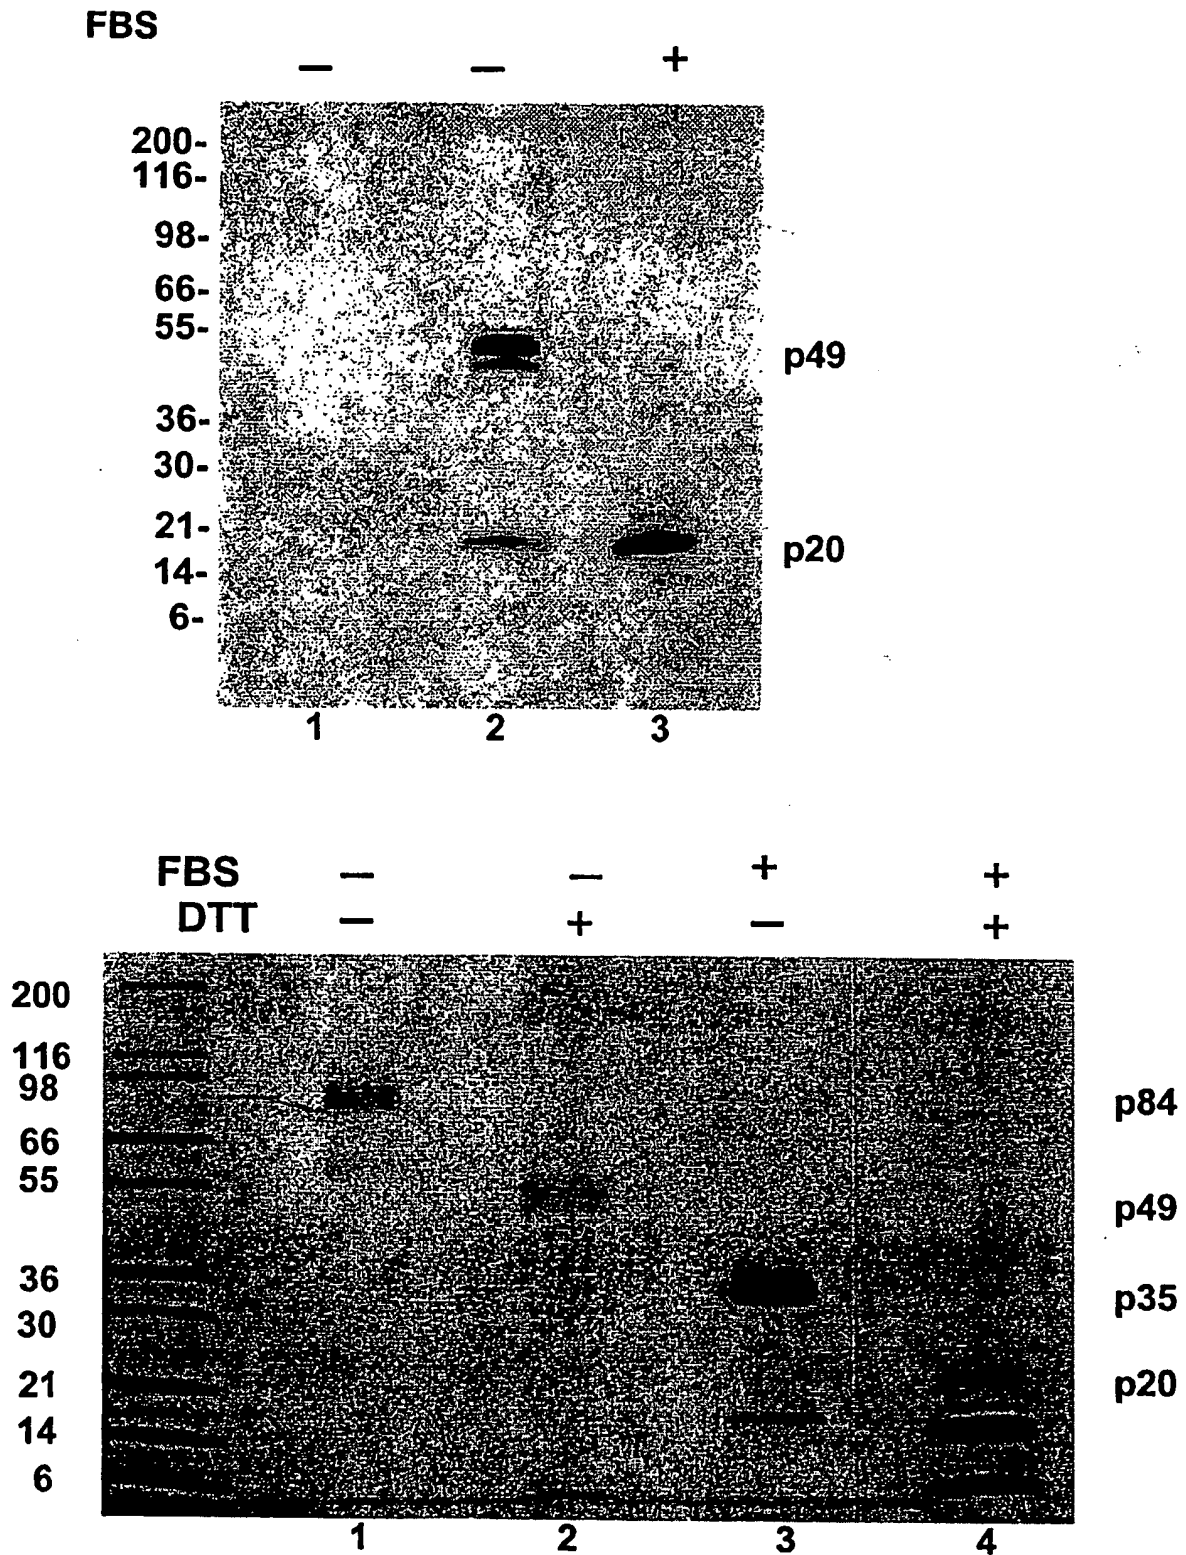 FBS
— — +
200-
116-
98-
66-
55-
p49
36-
30-
21-
p20
14-
6-
1 2 3
FBS — — + +
DTT — + — +
200
116
98
p84
66
55
p49
36
p35
30
21
p20
14
6
1 2 3 4